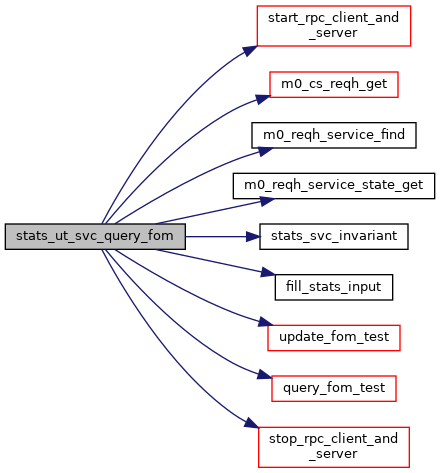 start_rpc_client_and
_server
m0_cs_reqh_get
m0_reqh_service_find
m0_reqh_service_state_get
stats_ut_svc_query_fom
stats_svc_invariant
fill_stats_input
update_fom_test
query_fom_test
stop_rpc_client_and
_server